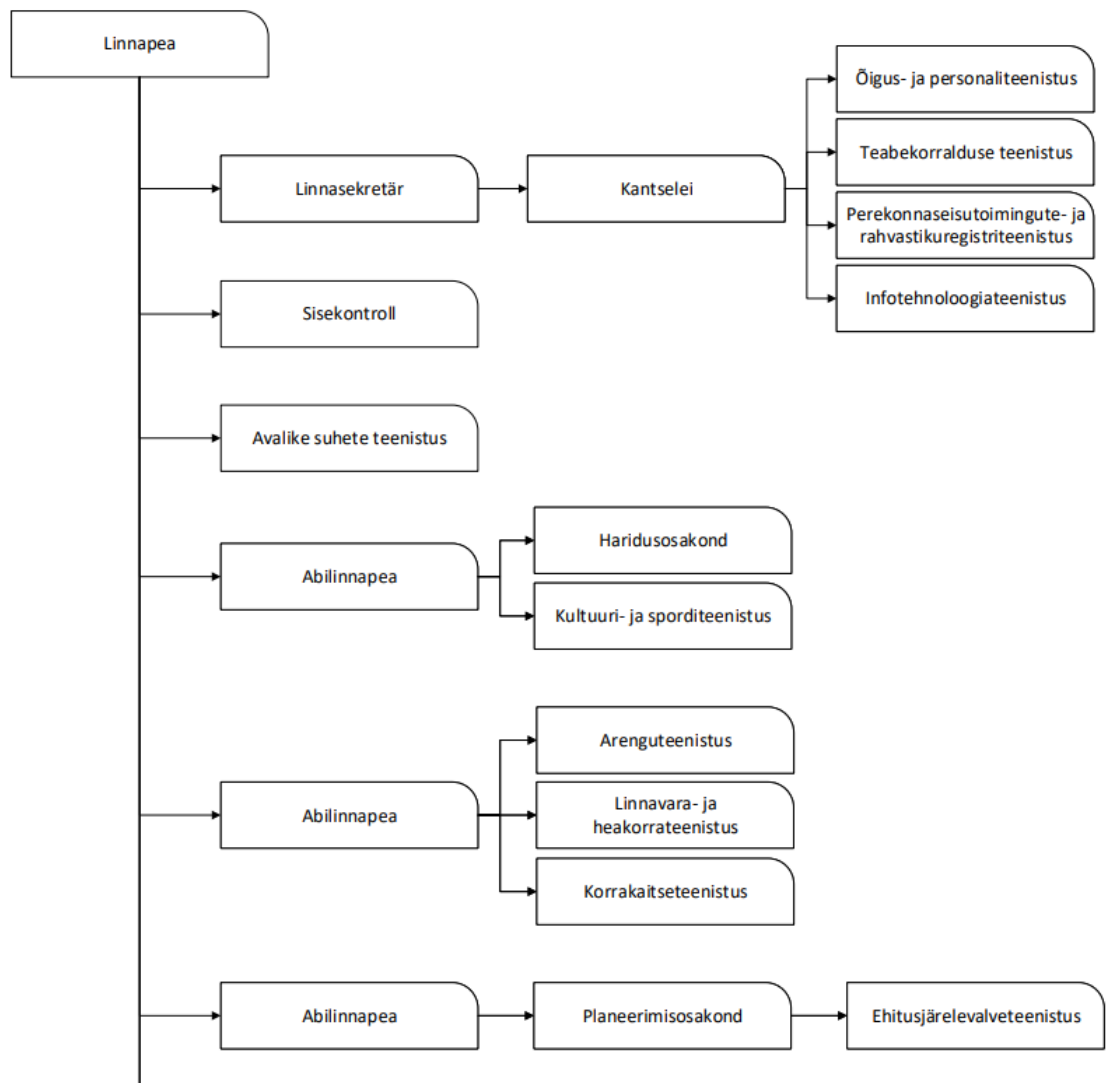 Linnapea
Õigus- ja personaliteenistus
Teabekorralduse teenistus
Linnasekretär
Kantselei
Perekonnaseisutoimingute- ja
rahvastikuregistriteenistus
Infotehnoloogiateenistus
Sisekontroll
Avalike suhete teenistus
Abilinnapea
Haridusosakond
Kultuuri- ja sporditeenistus
Abilinnapea
Arenguteenistus
Linnavara- ja
heakorrateenistus
Korrakaitseteenistus
Abilinnapea
Planeerimisosakond
Ehitusjärelevalveteenistus